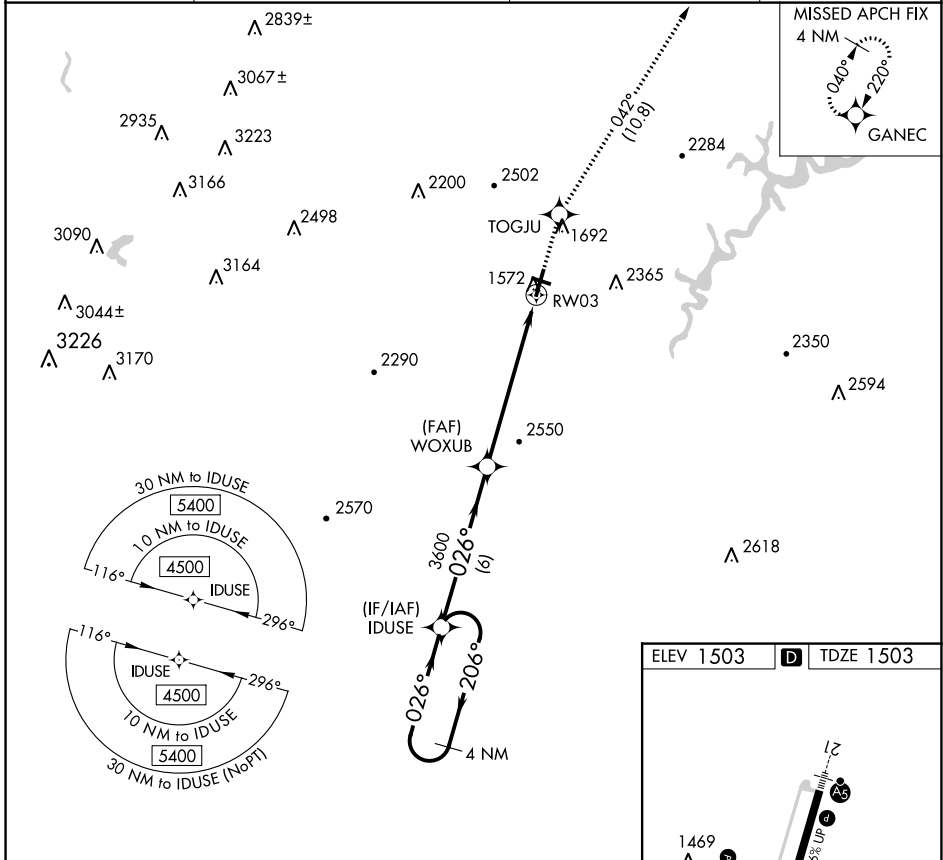 2839±
3067±
2935
3223
3166
2498
3090
3164
3044±
3226
3170
2200
2502
2284
042°
(10.8)
TOGJU
1692
1572
2365
RW03
2290
2350
2594
(FAF)
WOXUB
2550
2570
2618
3600
026°
(6)
(IF/IAF)
IDUSE
026°
206°
4 NM
MISSED APCH FIX
4 NM
040°
220°
GANEC
30 NM to IDUSE
5400
10 NM to IDUSE
4500
IDUSE
116°
296°
116°
296°
IDUSE
4500
10 NM to IDUSE
5400
30 NM to IDUSE (NoPT)
ELEV 1503
D
TDZE 1503
21
A5
P
% UP
1469